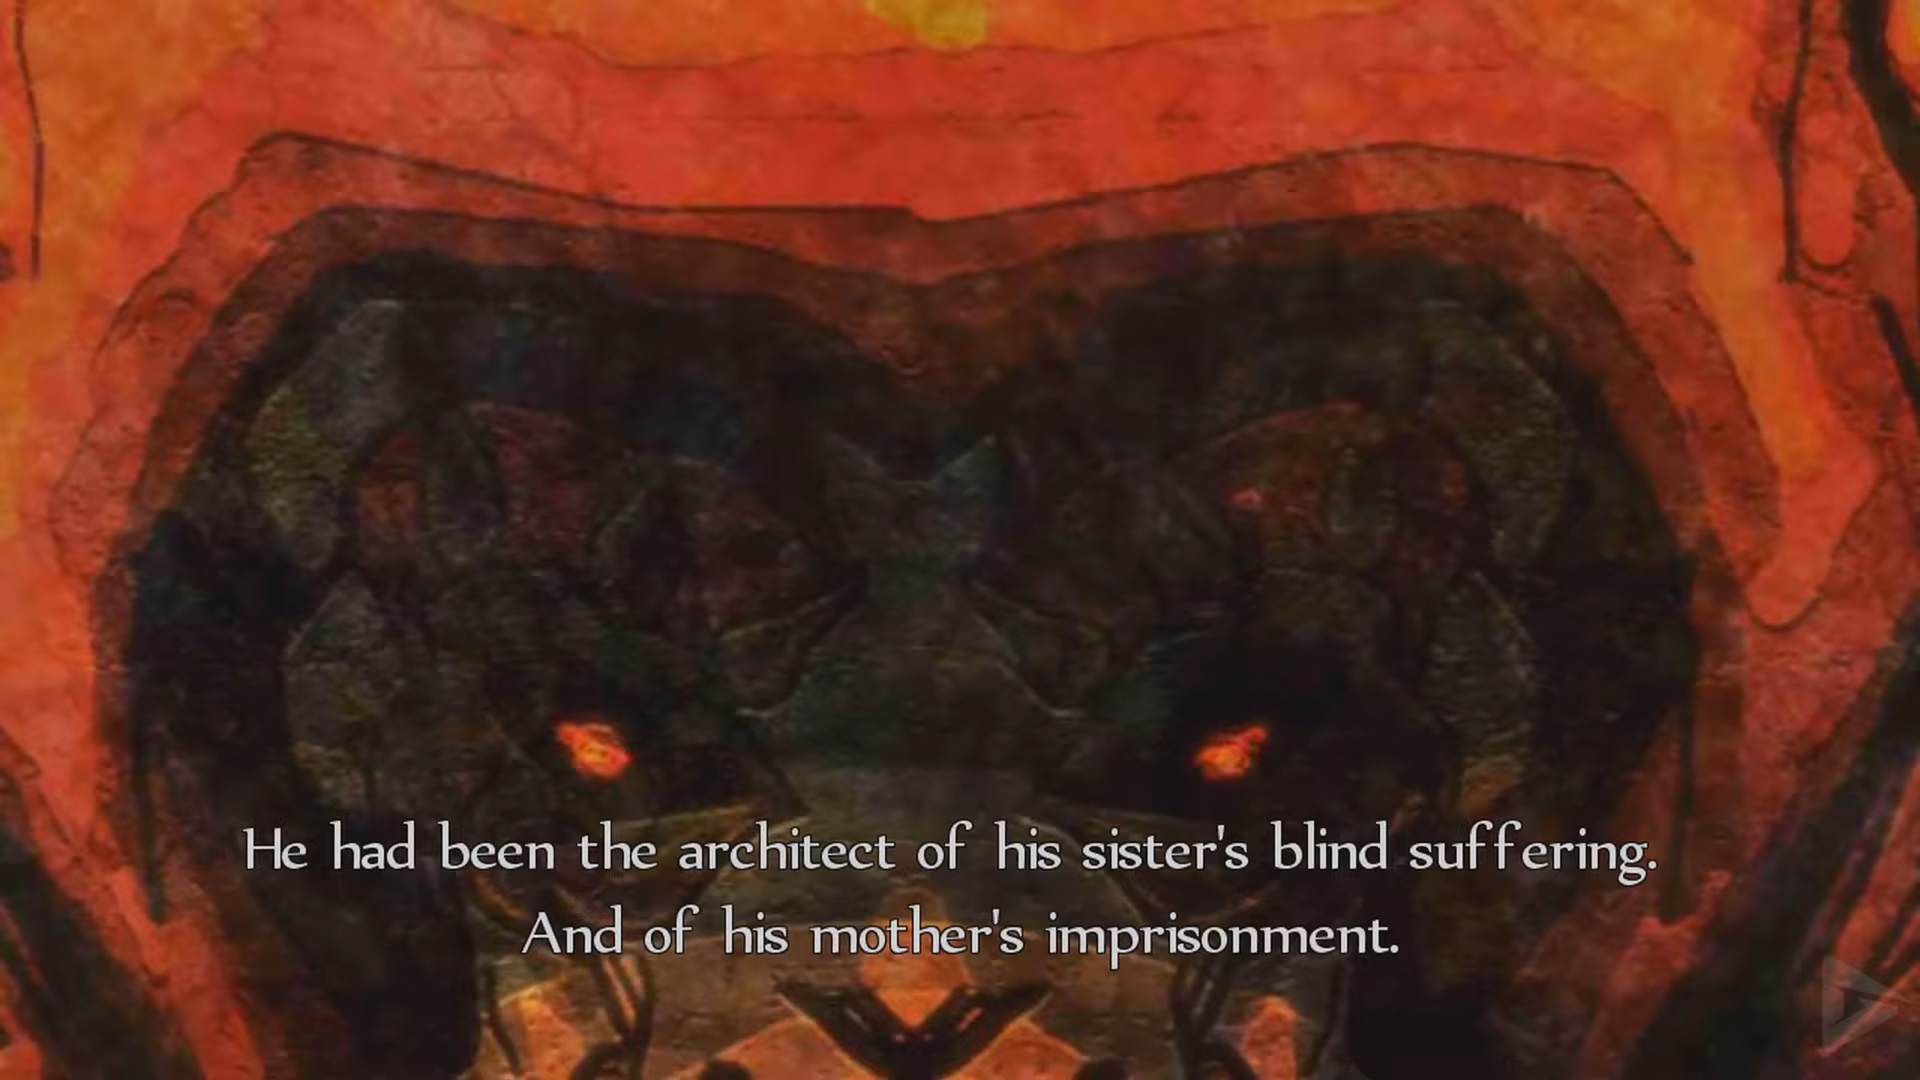 He had been the architect of his sister's blind suffering.
And of his mother's imprisonment.